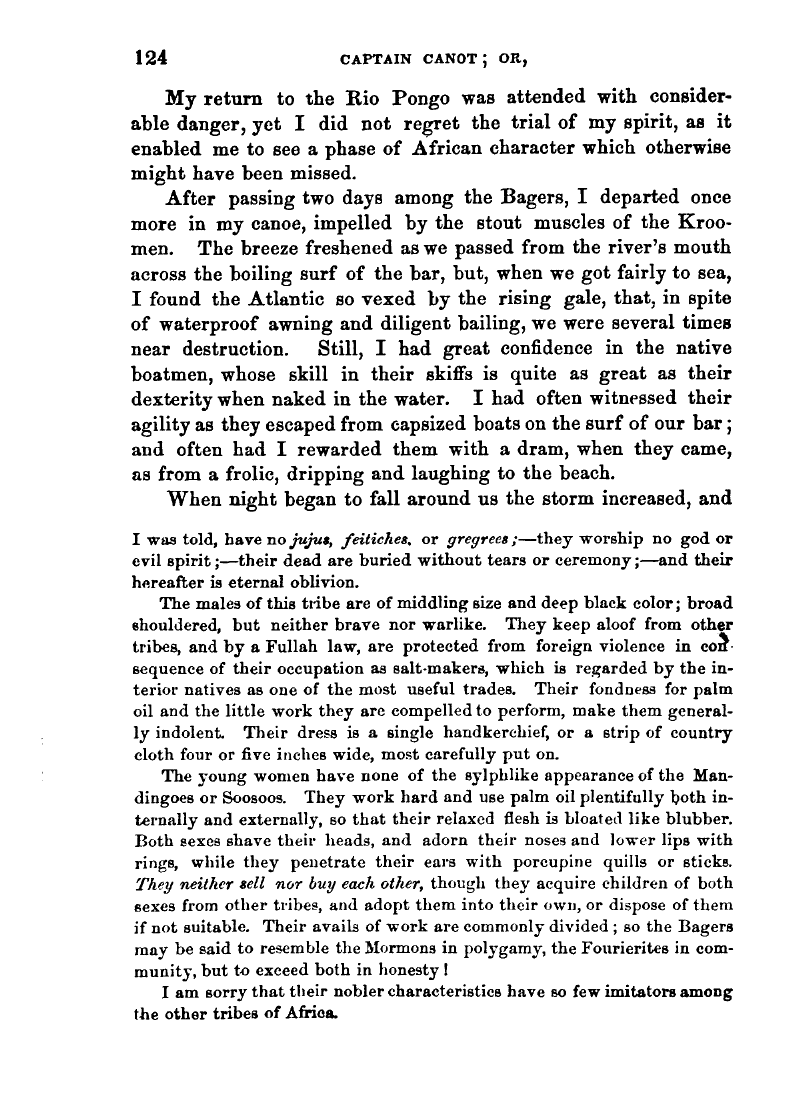 124 CAPTAIN CANOT; OR,
My return to the Rio Pongo was attended with consider-
able danger, yet I did not regret the trial of my spirit, as it
enabled me to see a phase of African character which otherwise
might have been missed.
After passing two days among the Bagers, I departed once
more in my canoe, impelled by the stout muscles of the Kroo-
men. The breeze freshened as we passed from the river's mouth
across the boiling surf of the bar, but, when we got fairly to sea,
I found the Atlantic so vexed by the rising gale, that, in spite
of waterproof awning and diligent bailing, we were several times
near destruction. Still, I had great confidence in the native
boatmen, whose skill in their skiffs is quite as great as their
dexterity when naked in the water. I had often witnessed their
agility as they escaped from capsized boats on the surf of our bar;
and often had I rewarded them with a dram, when they came,
as from a frolic, dripping and laughing to the beach.
When night began to fall around us the storm increased, and
I was told, have no jujus, feitiches, or gregrees;—they worship no god or
evil spirit;—their dead are buried without tears or ceremony;—and their
hereafter is eternal oblivion.
The males of this tribe are of middling size and deep black color; broad
shouldered, but neither brave nor warlike. They keep aloof from other
tribes, and by a Fullah law, are protected from foreign violence in con-
sequence of their occupation as salt-makers, which is regarded by the in-
terior natives as one of the most useful trades. Their fondness for palm
oil and the little work they are compelled to perform, make them general-
ly indolent. Their dress is a single handkerchief, or a strip of country
cloth four or five inches wide, most carefully put on.
The young women have none of the sylphlike appearance of the Man-
dingoes or Soosoos. They work hard and use palm oil plentifully both in-
ternally and externally, so that their relaxed flesh is bloated like blubber.
Both sexes shave their heads, and adorn their noses and lower lips with
rings, while they penetrate their ears with porcupine quills or sticks.
They neither sell nor buy each other, though they acquire children of both
sexes from other tribes, and adopt them into their own, or dispose of them
if not suitable. Their avails of work are commonly divided; so the Bagers
may be said to resemble the Mormons in polygamy, the Fourierites in com-
munity, but to exceed both in honesty!
I am sorry that their nobler characteristics have so few imitators among
the other tribes of Africa.